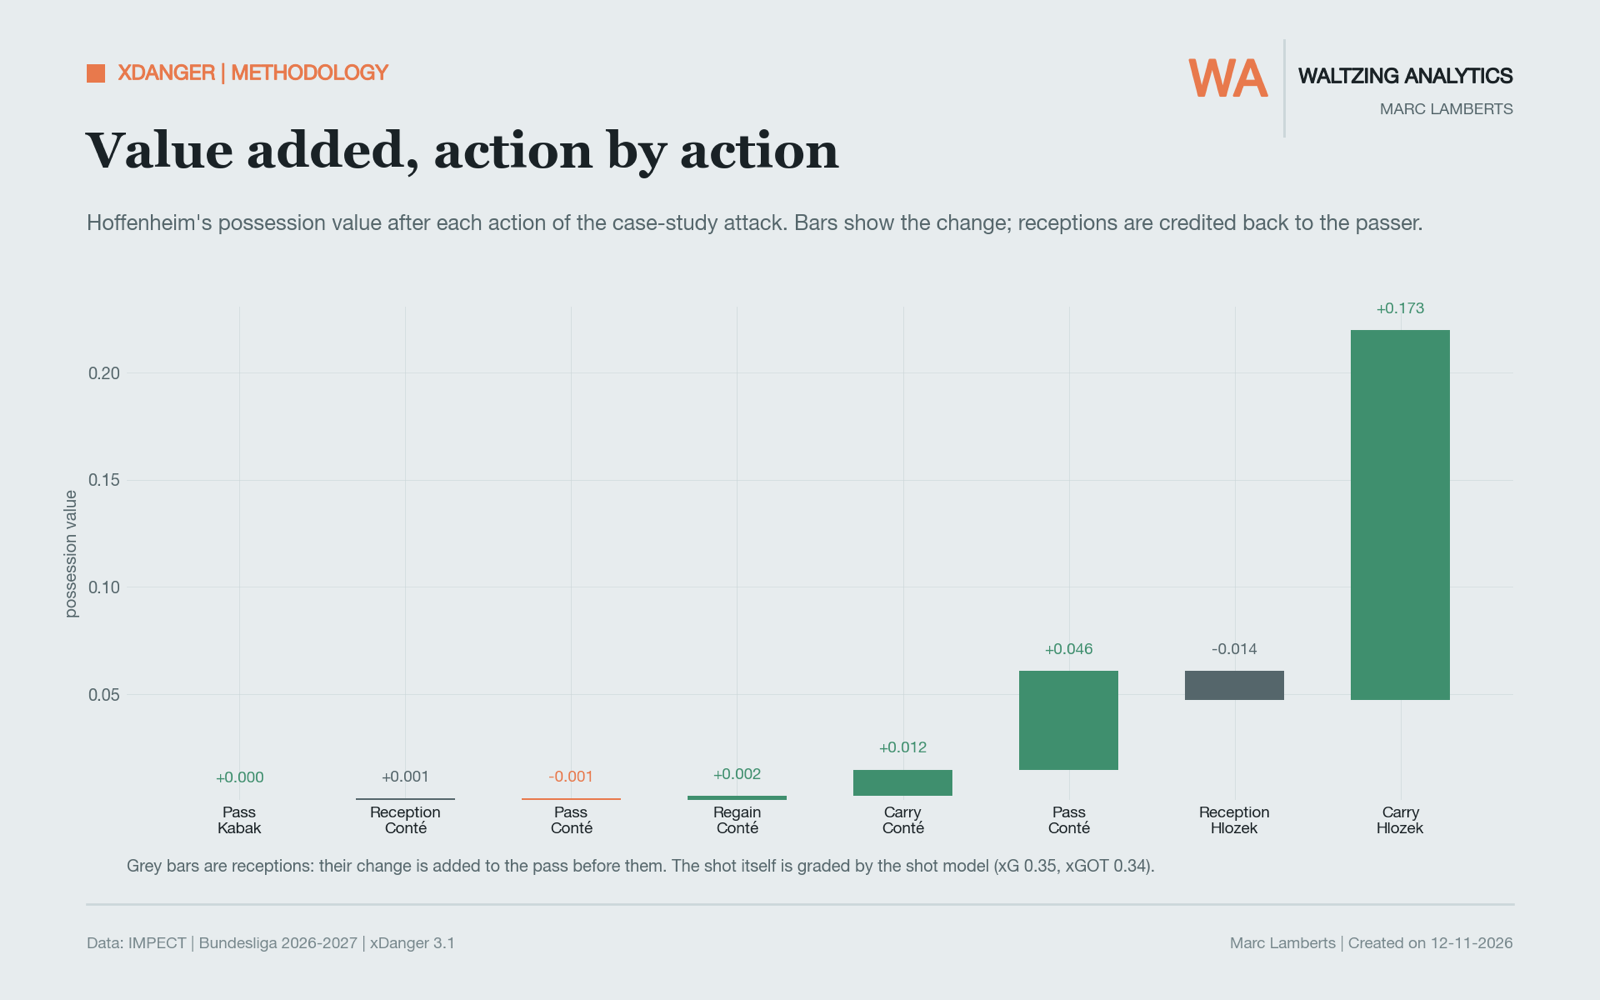 XDANGER | METHODOLOGY
WA
WALTZING ANALYTICS
MARC LAMBERTS
Value added, action by action
Hoffenheim's possession value after each action of the case-study attack. Bars show the change; receptions are credited back to the passer.
possession value
0.20
0.15
0.10
0.05
+0.000
+0.001
-0.001
+0.002
+0.012
+0.046
-0.014
+0.173
Pass
Kabak
Reception
Conté
Pass
Conté
Regain
Conté
Carry
Conté
Pass
Conté
Reception
Hlozek
Carry
Hlozek
Grey bars are receptions: their change is added to the pass before them. The shot itself is graded by the shot model (xG 0.35, xGOT 0.34).
Data: IMPECT | Bundesliga 2026-2027 | xDanger 3.1
Marc Lamberts | Created on 12-11-2026